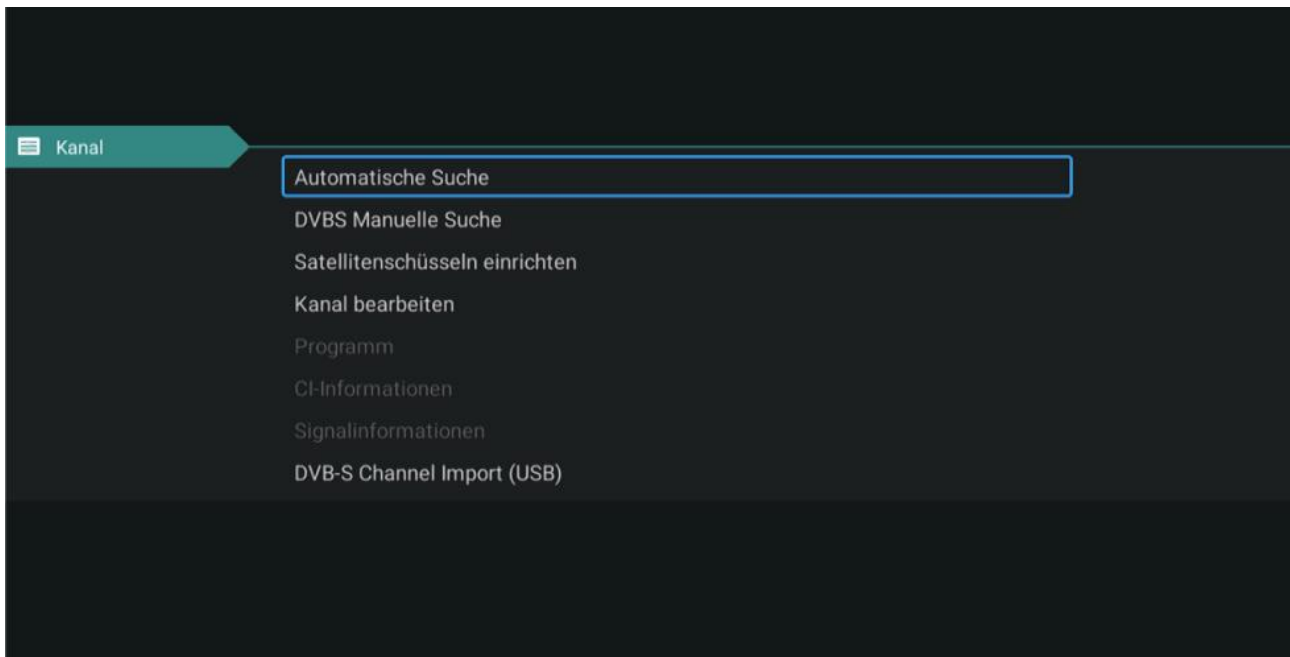 Kanal
Automatische Suche
DVBS Manuelle Suche
Satellitenschüsseln einrichten
Kanal bearbeiten
Programm
CI-Informationen
Signalinformationen
DVB-S Channel Import (USB)